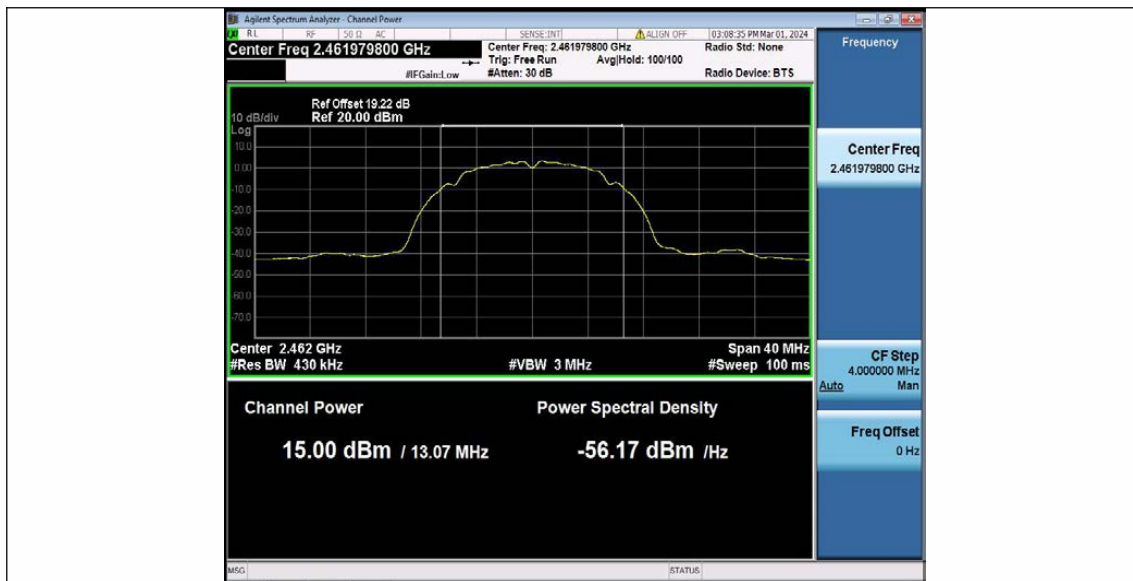 Agilent Spectrum Analyzer - Channel Power
RL RF 50 Ω AC SENSE:INT ALIGN OFF 03:08:35 PM Mar 01, 2024
Center Freq 2.461979800 GHz
Center Freq: 2.461979800 GHz Radio Std: None
Trig: Free Run Avg|Hold: 100/100
#IFGain:Low #Atten: 30 dB Radio Device: BTS
Frequency
Ref Offset 19.22 dB
10 dB/div Ref 20.00 dBm
Log
10.0
0.00
-10.0
-20.0
-30.0
-40.0
-50.0
-60.0
-70.0
Center Freq
2.461979800 GHz
Center 2.462 GHz Span 40 MHz
#Res BW 430 kHz #VBW 3 MHz #Sweep 100 ms
CF Step
4.000000 MHz
Auto Man
Channel Power Power Spectral Density
15.00 dBm / 13.07 MHz -56.17 dBm /Hz
Freq Offset
0 Hz
MSG STATUS